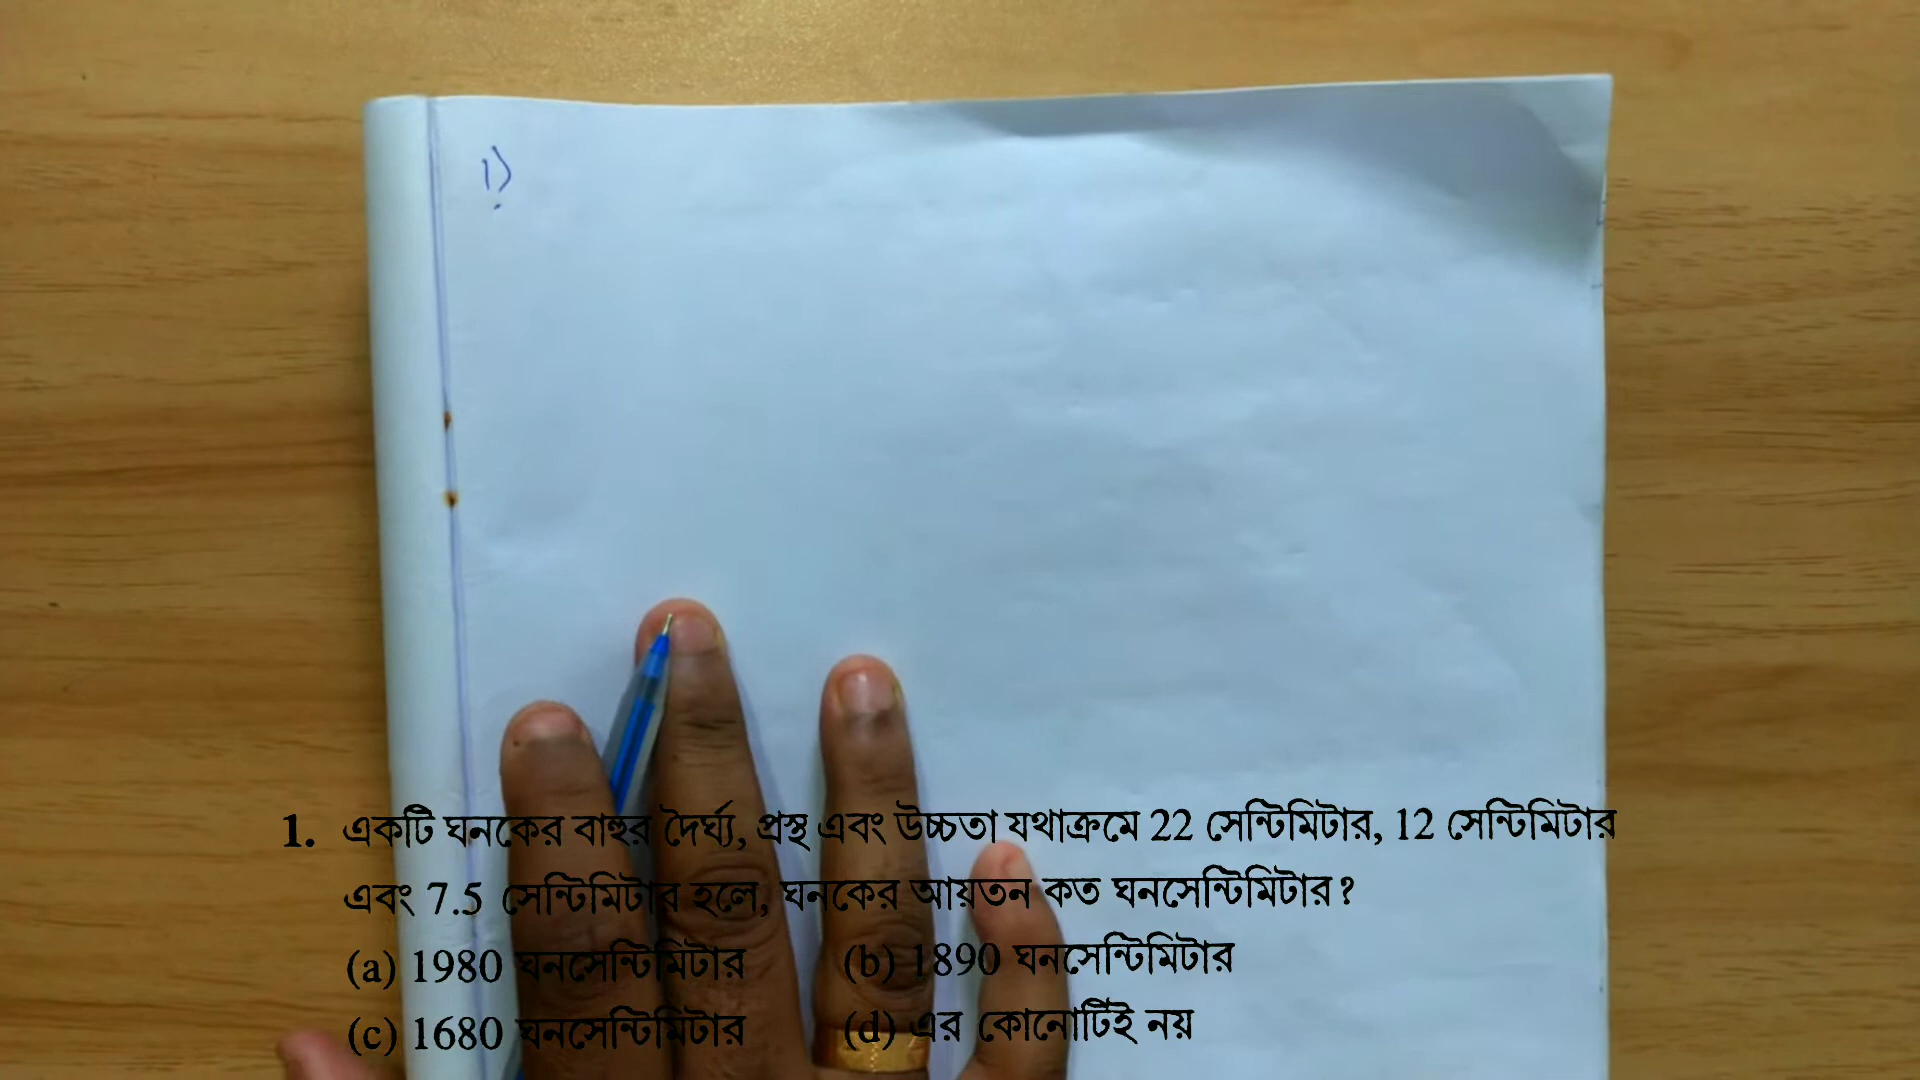 1)
1. একটি ঘনকের বাহুর দৈর্ঘ্য, প্রস্থ এবং উচ্চতা যথাক্রমে 22 সেন্টিমিটার, 12 সেন্টিমিটার
এবং 7.5 সেন্টিমিটার হলে, ঘনকের আয়তন কত ঘনসেন্টিমিটার?
(a) 1980 ঘনসেন্টিমিটার (b) 1890 ঘনসেন্টিমিটার
(c) 1680 ঘনসেন্টিমিটার (d) এর কোনোটিই নয়